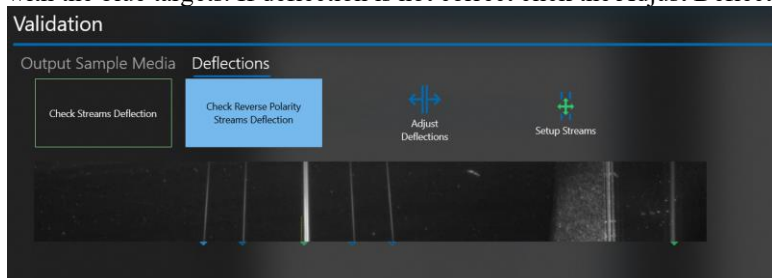 Validation
Output Sample Media Deflections
Check Streams Deflection
Check Reverse Polarity
Streams Deflection
Adjust
Deflections
Setup Streams